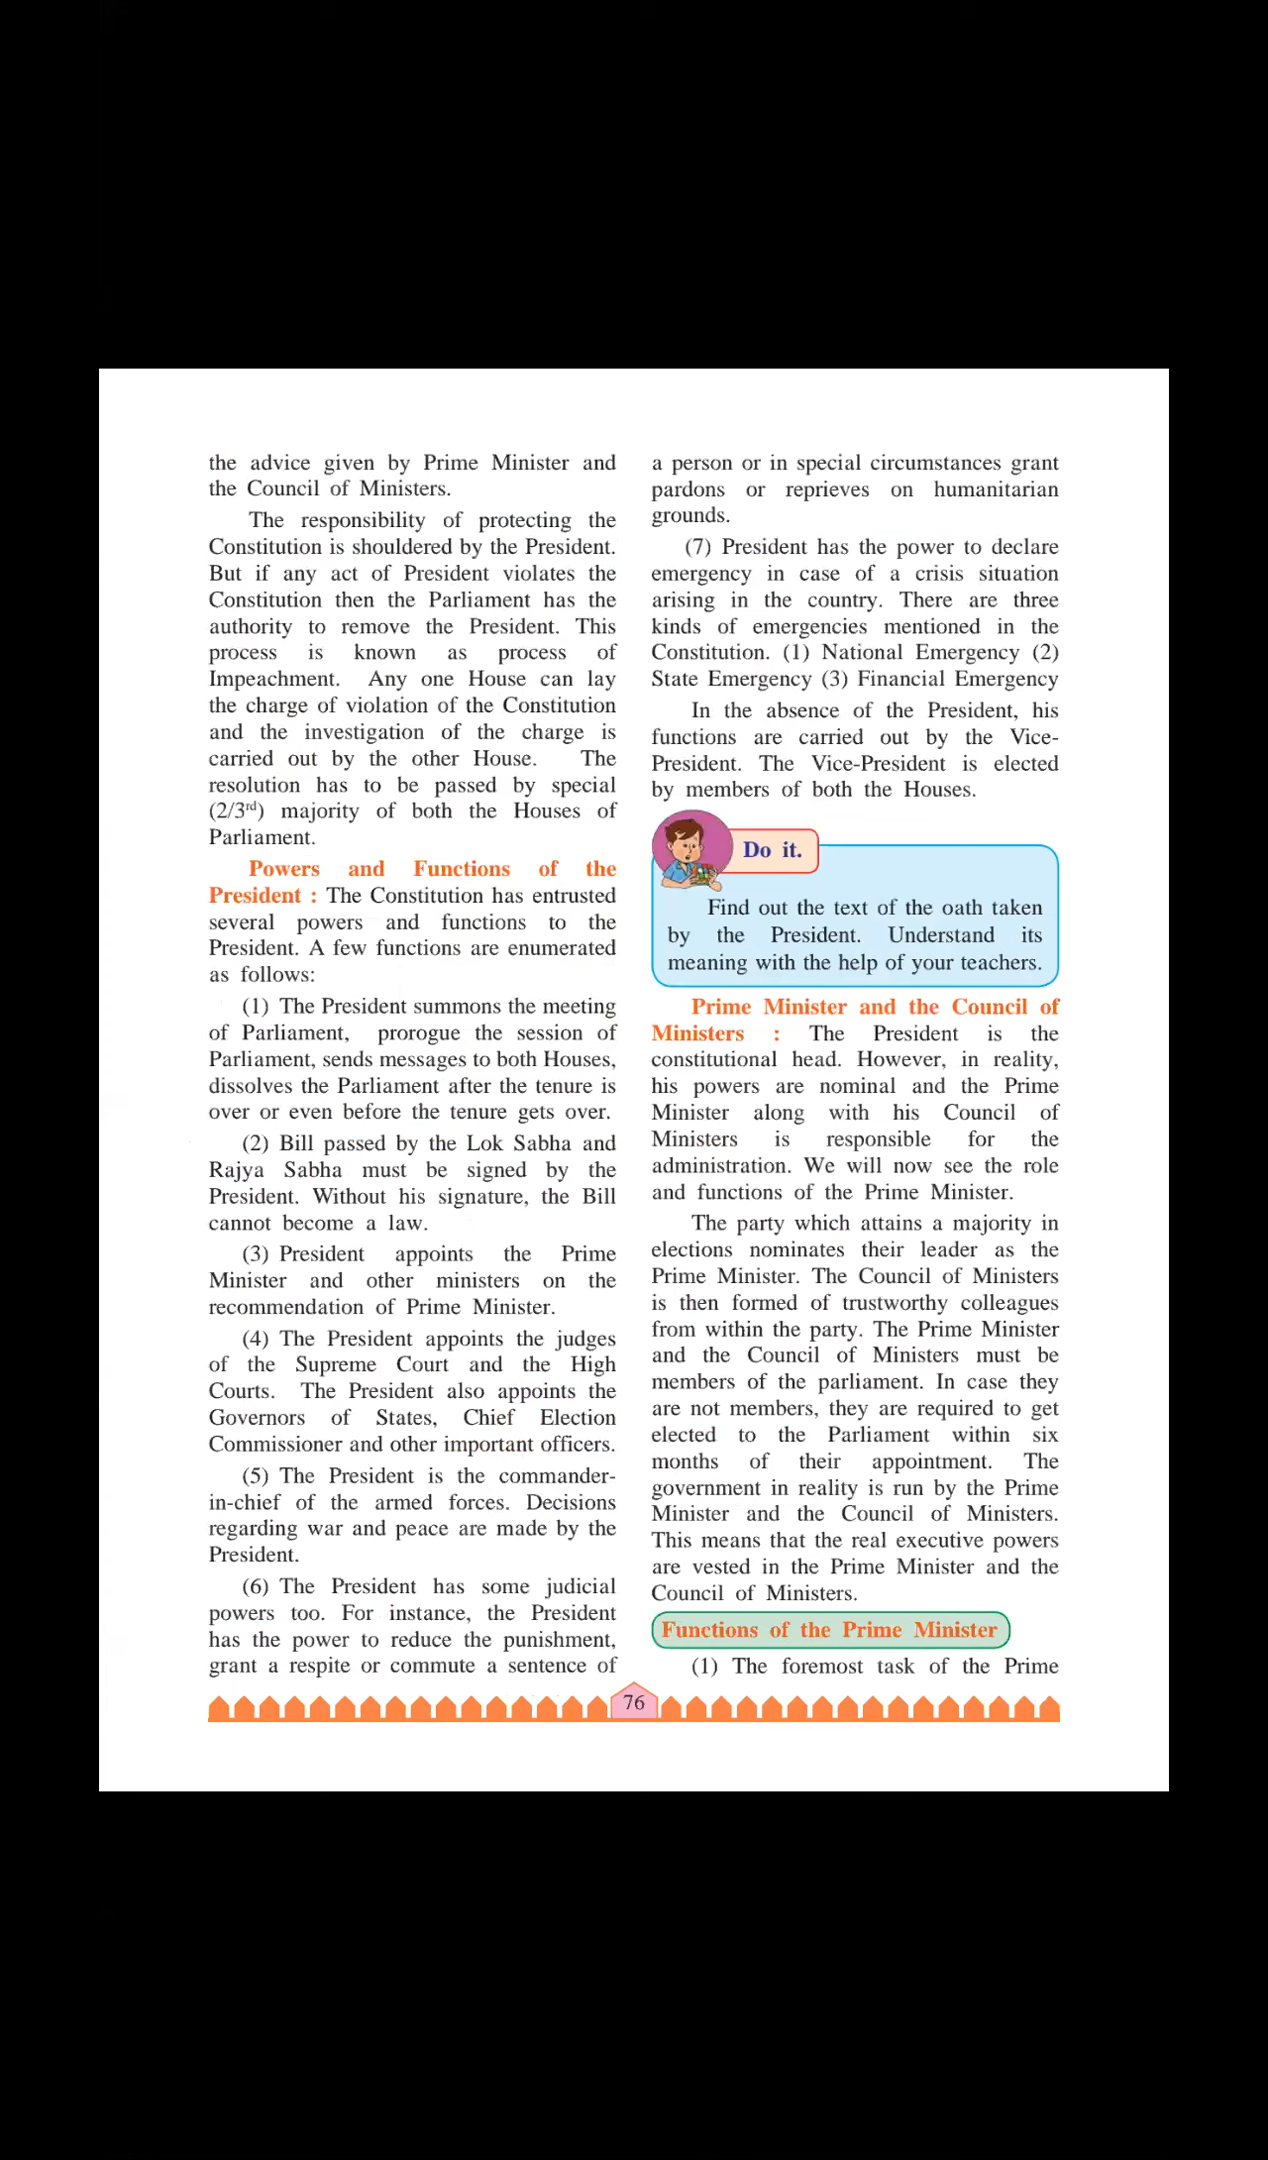 the advice given by Prime Minister and
the Council of Ministers.
The responsibility of protecting the
Constitution is shouldered by the President.
But if any act of President violates the
Constitution then the Parliament has the
authority to remove the President. This
process is known as process of
Impeachment. Any one House can lay
the charge of violation of the Constitution
and the investigation of the charge is
carried out by the other House. The
resolution has to be passed by special
(2/3rd) majority of both the Houses of
Parliament.
Powers and Functions of the
President : The Constitution has entrusted
several powers and functions to the
President. A few functions are enumerated
as follows:
(1) The President summons the meeting
of Parliament, prorogue the session of
Parliament, sends messages to both Houses,
dissolves the Parliament after the tenure is
over or even before the tenure gets over.
(2) Bill passed by the Lok Sabha and
Rajya Sabha must be signed by the
President. Without his signature, the Bill
cannot become a law.
(3) President appoints the Prime
Minister and other ministers on the
recommendation of Prime Minister.
(4) The President appoints the judges
of the Supreme Court and the High
Courts. The President also appoints the
Governors of States, Chief Election
Commissioner and other important officers.
(5) The President is the commander-
in-chief of the armed forces. Decisions
regarding war and peace are made by the
President.
(6) The President has some judicial
powers too. For instance, the President
has the power to reduce the punishment,
grant a respite or commute a sentence of
a person or in special circumstances grant
pardons or reprieves on humanitarian
grounds.
(7) President has the power to declare
emergency in case of a crisis situation
arising in the country. There are three
kinds of emergencies mentioned in the
Constitution. (1) National Emergency (2)
State Emergency (3) Financial Emergency
In the absence of the President, his
functions are carried out by the Vice-
President. The Vice-President is elected
by members of both the Houses.
Do it.
Find out the text of the oath taken
by the President. Understand its
meaning with the help of your teachers.
Prime Minister and the Council of
Ministers : The President is the
constitutional head. However, in reality,
his powers are nominal and the Prime
Minister along with his Council of
Ministers is responsible for the
administration. We will now see the role
and functions of the Prime Minister.
The party which attains a majority in
elections nominates their leader as the
Prime Minister. The Council of Ministers
is then formed of trustworthy colleagues
from within the party. The Prime Minister
and the Council of Ministers must be
members of the parliament. In case they
are not members, they are required to get
elected to the Parliament within six
months of their appointment. The
government in reality is run by the Prime
Minister and the Council of Ministers.
This means that the real executive powers
are vested in the Prime Minister and the
Council of Ministers.
Functions of the Prime Minister
(1) The foremost task of the Prime
76